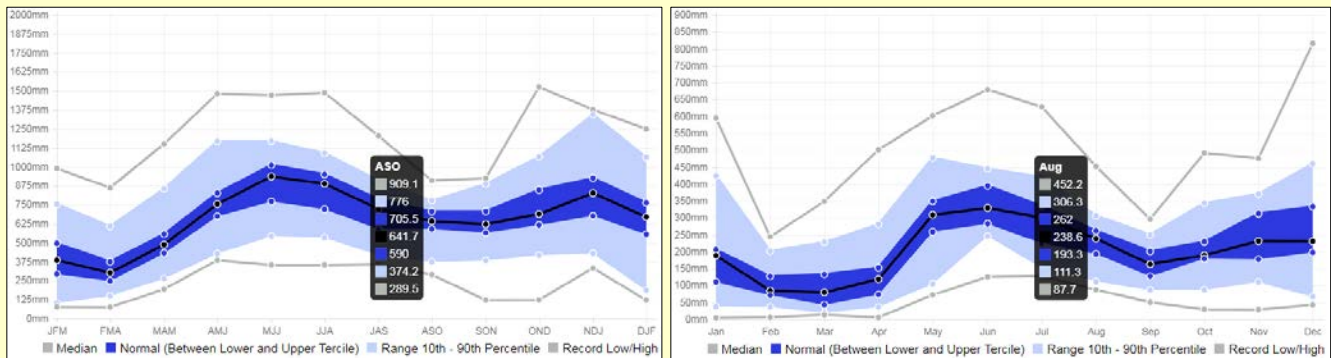 2000mm
1875mm
1750mm
1625mm
1500mm
1375mm
1250mm
1125mm
1000mm
875mm
750mm
625mm
500mm
375mm
250mm
125mm
0mm
ASO
909.1
776
705.5
641.7
590
374.2
289.5
JFM FMA MAM AMJ MJJ JJA JAS ASO SON OND NDJ DJF
Median Normal (Between Lower and Upper Tercile) Range 10th - 90th Percentile Record Low/High
900mm
850mm
800mm
750mm
700mm
650mm
600mm
550mm
500mm
450mm
400mm
350mm
300mm
250mm
200mm
150mm
100mm
50mm
0mm
Aug
452.2
306.3
262
238.6
193.3
111.3
87.7
Jan Feb Mar Apr May Jun Jul Aug Sep Oct Nov Dec
Median Normal (Between Lower and Upper Tercile) Range 10th - 90th Percentile Record Low/High